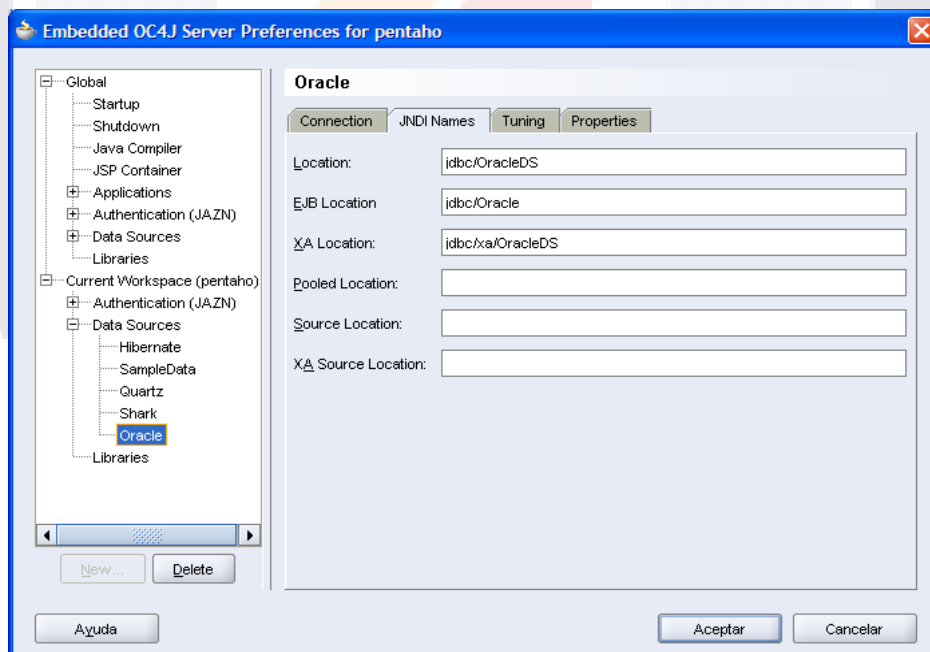 Embedded OC4J Server Preferences for pentaho
Global
Startup
Shutdown
Java Compiler
JSP Container
Applications
Authentication (JAZN)
Data Sources
Libraries
Current Workspace (pentaho)
Authentication (JAZN)
Data Sources
Hibernate
SampleData
Quartz
Shark
Oracle
Libraries
New...
Delete
Oracle
Connection
JNDI Names
Tuning
Properties
Location: jdbc/OracleDS
EJB Location jdbc/Oracle
XA Location: jdbc/xa/OracleDS
Pooled Location:
Source Location:
XA Source Location:
Ayuda
Aceptar
Cancelar